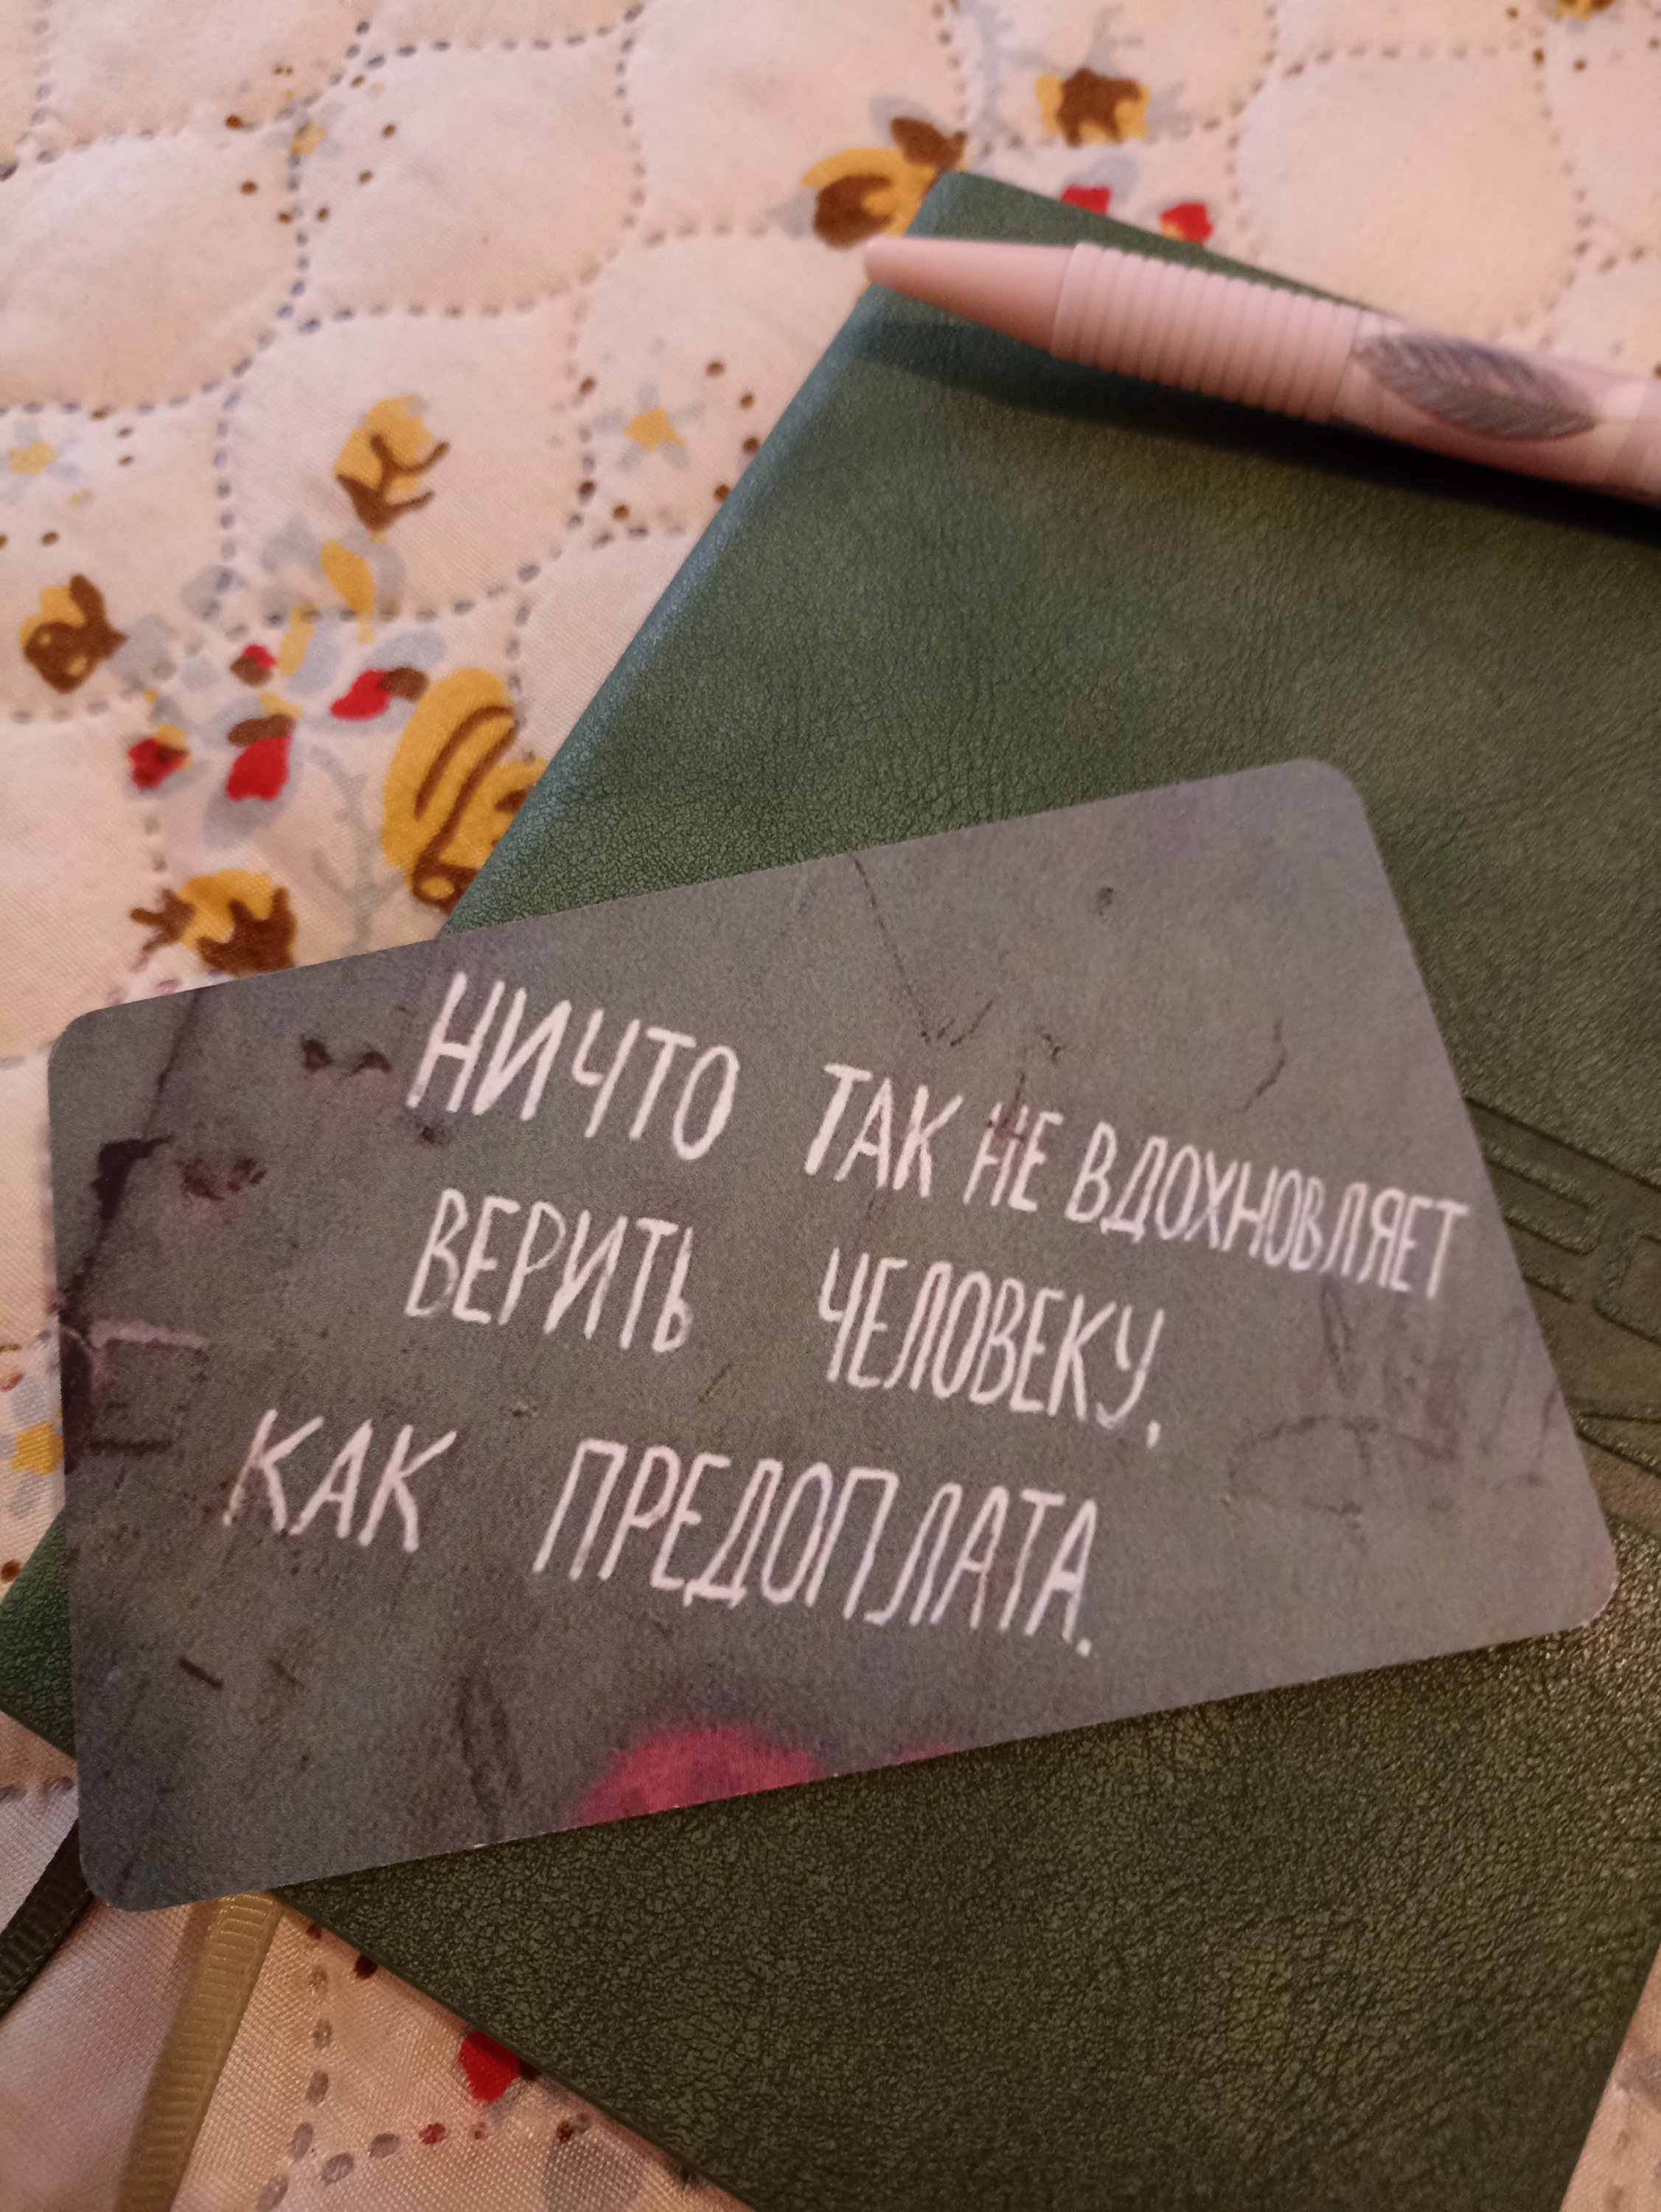 НИЧТО ТАК НЕ ВДОХНОВЛЯЕТ
ВЕРИТЬ ЧЕЛОВЕКУ,
КАК ПРЕДОПЛАТА.